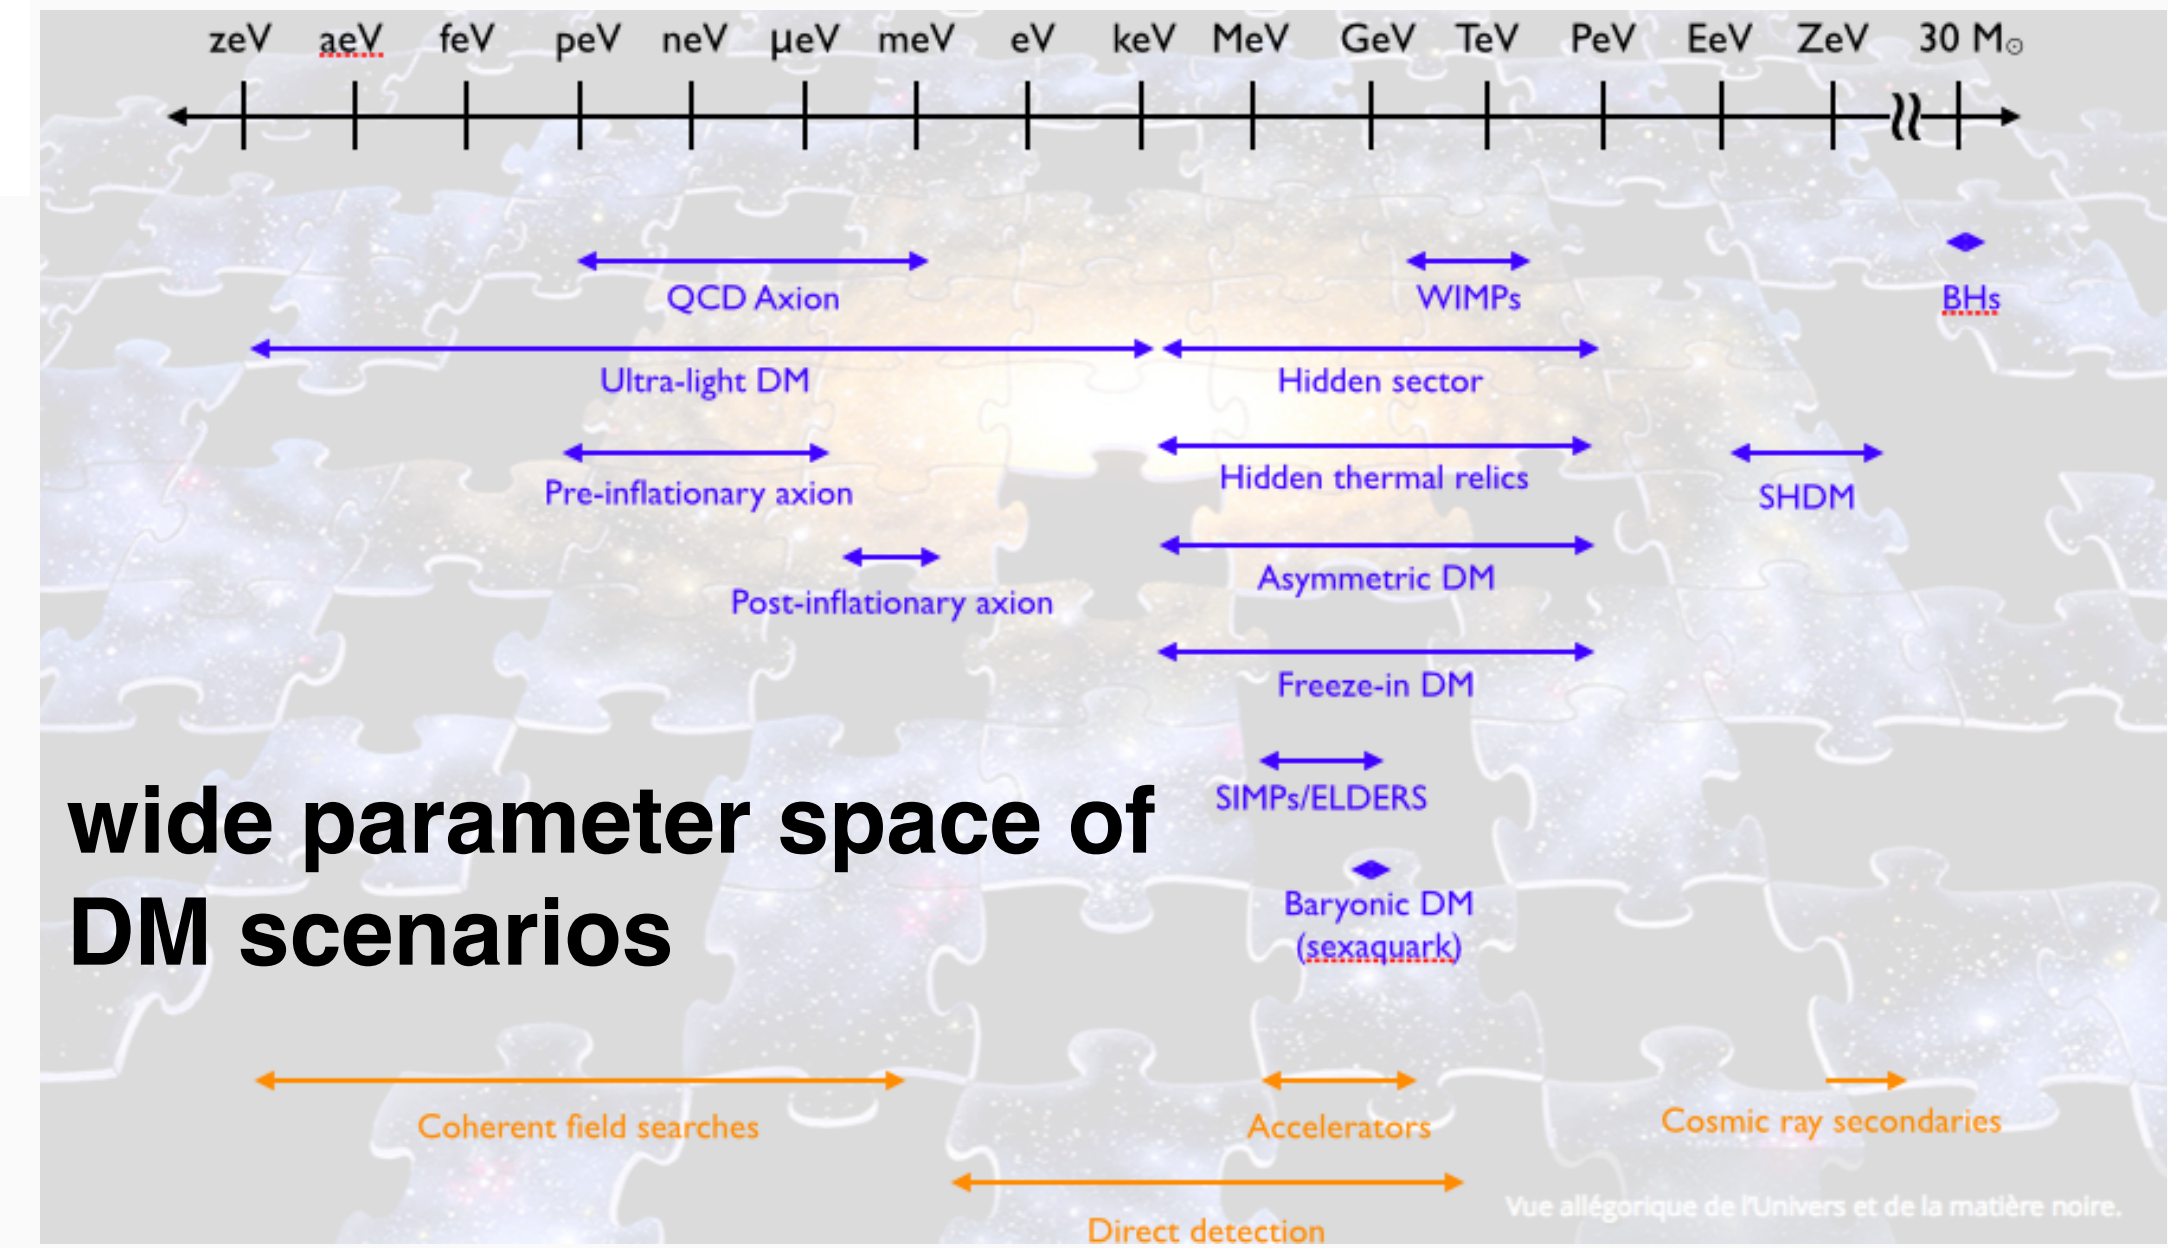 zeV aeV feV peV neV μeV meV eV keV MeV GeV TeV PeV EeV ZeV 30 M☉
QCD Axion
WIMPs
BHs
Ultra-light DM
Hidden sector
Pre-inflationary axion
Hidden thermal relics
SHDM
Post-inflationary axion
Asymmetric DM
Freeze-in DM
SIMPs/ELDERS
wide parameter space of
DM scenarios
Baryonic DM
(sexaquark)
Coherent field searches
Accelerators
Cosmic ray secondaries
Direct detection
Vue allégorique de l'Univers et de la matière noire.